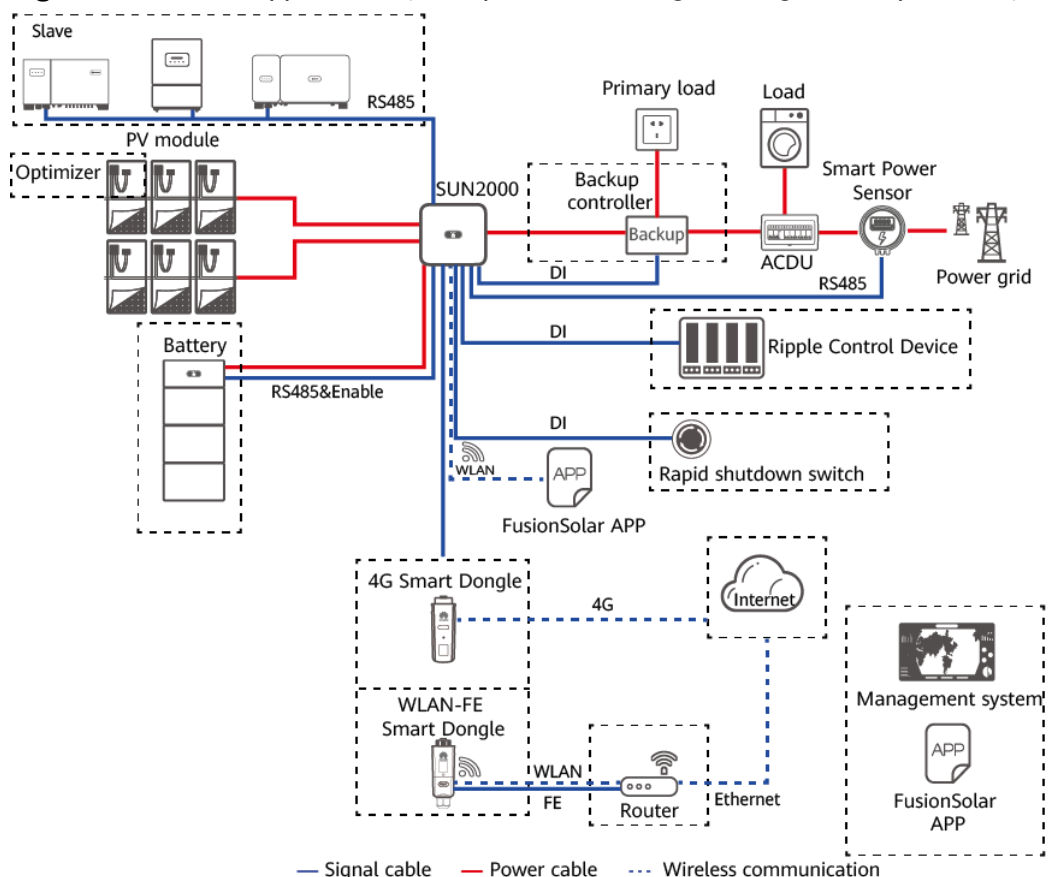 Slave
RS485
PV module
Optimizer
SUN2000
Primary load
Load
Backup
controller
Backup
Smart Power
Sensor
ACDU
Power grid
DI
RS485
Battery
RS485&Enable
DI
Ripple Control Device
DI
Rapid shutdown switch
WLAN
APP
FusionSolar APP
4G Smart Dongle
4G
Internet
WLAN-FE
Smart Dongle
WLAN
FE
Router
Ethernet
Management system
APP
FusionSolar
APP
Signal cable
Power cable
Wireless communication